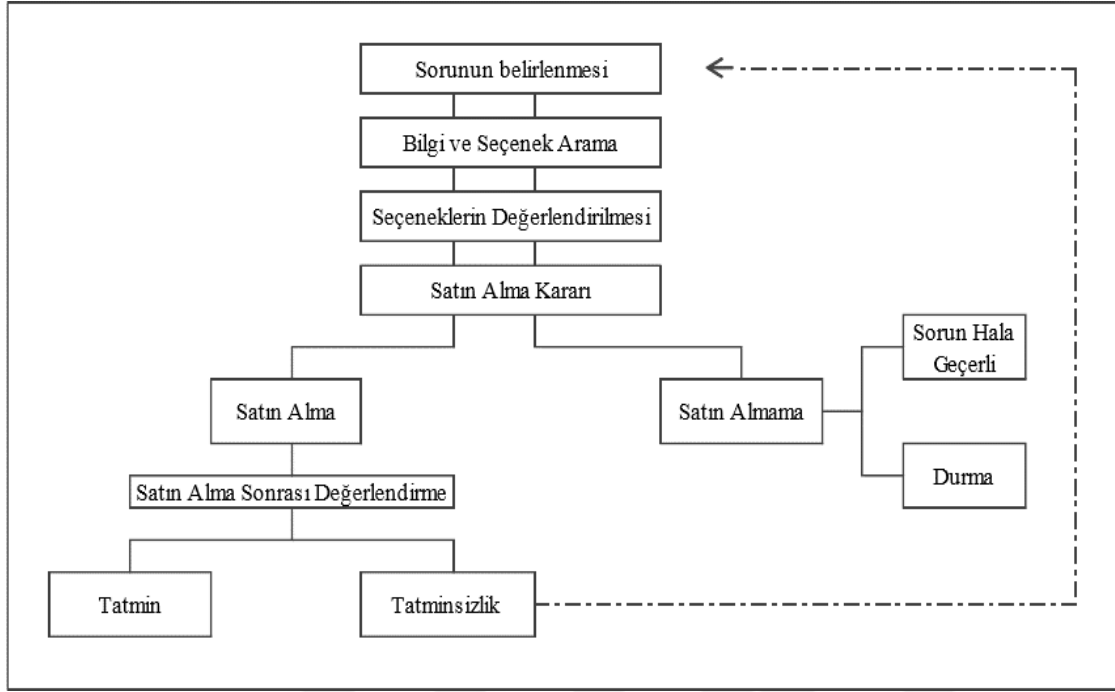 Sorunun belirlenmesi
Bilgi ve Seçenek Arama
Seçeneklerin Değerlendirilmesi
Satın Alma Kararı
Sorun Hala
Geçerli
Satın Alma
Satın Almama
Durma
Satın Alma Sonrası Değerlendirme
Tatmin
Tatminsizlik